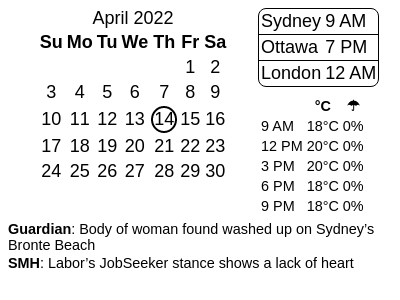 April 2022
Su Mo Tu We Th Fr Sa
1 2
3 4 5 6 7 8 9
10 11 12 13 14 15 16
17 18 19 20 21 22 23
24 25 26 27 28 29 30
Sydney 9 AM
Ottawa 7 PM
London 12 AM
°C ☂
9 AM 18°C 0%
12 PM 20°C 0%
3 PM 20°C 0%
6 PM 18°C 0%
9 PM 18°C 0%
Guardian: Body of woman found washed up on Sydney’s
Bronte Beach
SMH: Labor’s JobSeeker stance shows a lack of heart